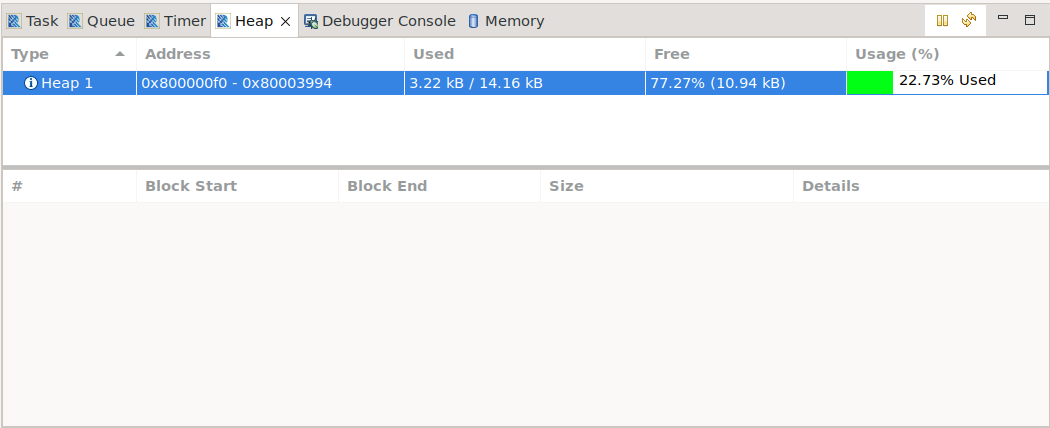 Task Queue Timer Heap Debugger Console Memory
Type Address Used Free Usage (%)
Heap 1 0x800000f0 - 0x80003994 3.22 kB / 14.16 kB 77.27% (10.94 kB) 22.73% Used
# Block Start Block End Size Details